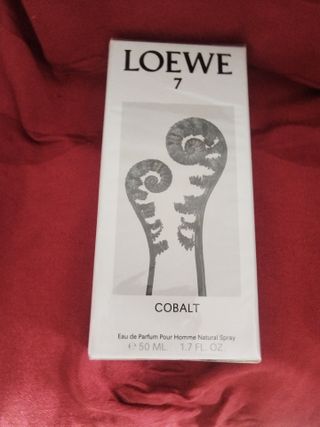 LOEWE
7
COBALT
Eau de Parfum Pour Homme Natural Spray
℮ 50 ML 1.7 FL. OZ.